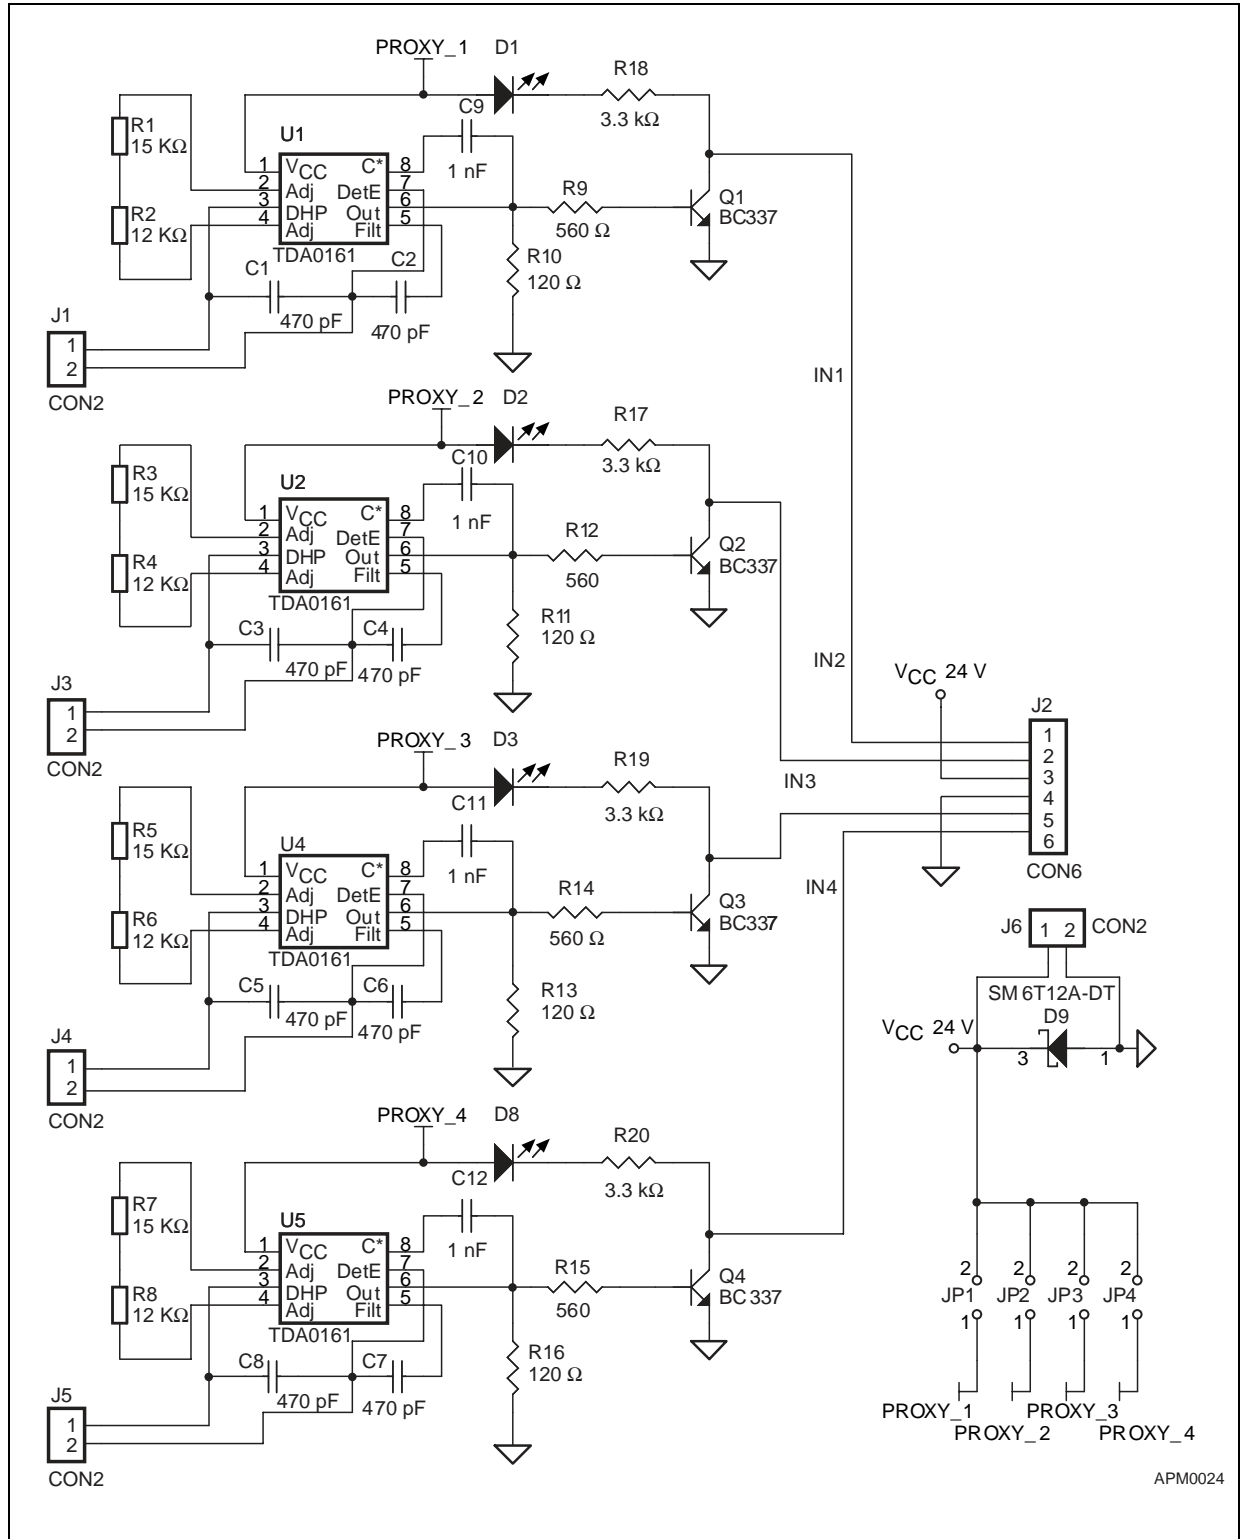 PROXY_1 D1
R18
3.3 kΩ
C9
1 nF
R1
15 KΩ
R2
12 KΩ
U1
1 VCC C* 8
2 Adj DetE 7
3 DHP Out 6
4 Adj Filt 5
TDA0161
R9
560 Ω
Q1
BC337
R10
120 Ω
C1 C2
470 pF 470 pF
J1
1
2
CON2
IN1
PROXY_2 D2
R17
3.3 kΩ
C10
1 nF
R3
15 KΩ
R4
12 KΩ
U2
1 VCC C* 8
2 Adj DetE 7
3 DHP Out 6
4 Adj Filt 5
TDA0161
R12
560
Q2
BC337
R11
120 Ω
C3 C4
470 pF 470 pF
J3
1
2
CON2
IN2
VCC 24 V
J2
1
2
3
4
5
6
CON6
PROXY_3 D3
R19
3.3 kΩ
IN3
C11
1 nF
R5
15 KΩ
R6
12 KΩ
U4
1 VCC C* 8
2 Adj DetE 7
3 DHP Out 6
4 Adj Filt 5
TDA0161
R14
560 Ω
Q3
BC337
IN4
R13
120 Ω
C5 C6
470 pF 470 pF
J4
1
2
CON2
J6 1 2 CON2
SM6T12A-DT
D9
VCC 24 V
3 1
PROXY_4 D8
R20
3.3 kΩ
C12
1 nF
R7
15 KΩ
R8
12 KΩ
U5
1 VCC C* 8
2 Adj DetE 7
3 DHP Out 6
4 Adj Filt 5
TDA0161
R15
560
Q4
BC337
R16
120 Ω
C8 C7
470 pF 470 pF
J5
1
2
CON2
2 2 2 2
JP1 JP2 JP3 JP4
1 1 1 1
PROXY_1 PROXY_3
PROXY_2 PROXY_4
APM0024